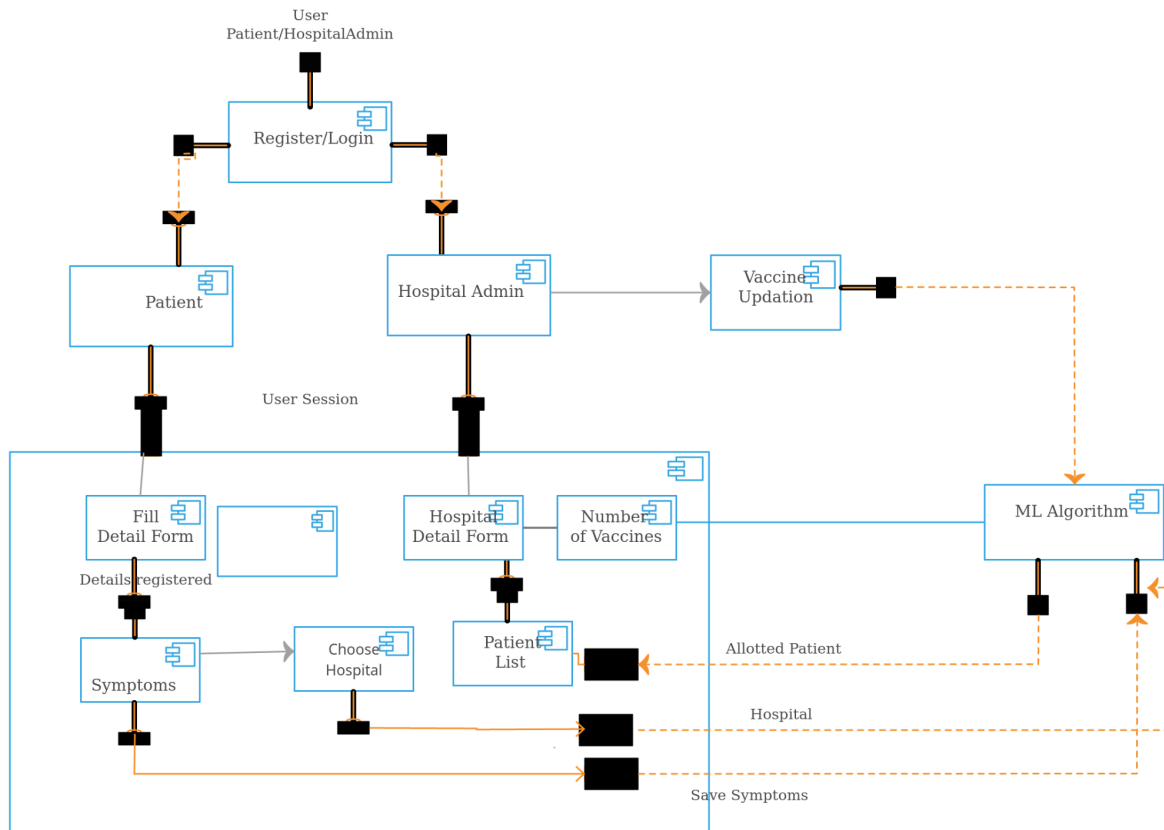 User
Patient/HospitalAdmin
Register/Login
Patient
Hospital Admin
Vaccine
Updation
User Session
Fill
Detail Form
Hospital
Detail Form
Number
of Vaccines
ML Algorithm
Details registered
Symptoms
Choose
Hospital
Patient
List
Allotted Patient
Hospital
Save Symptoms